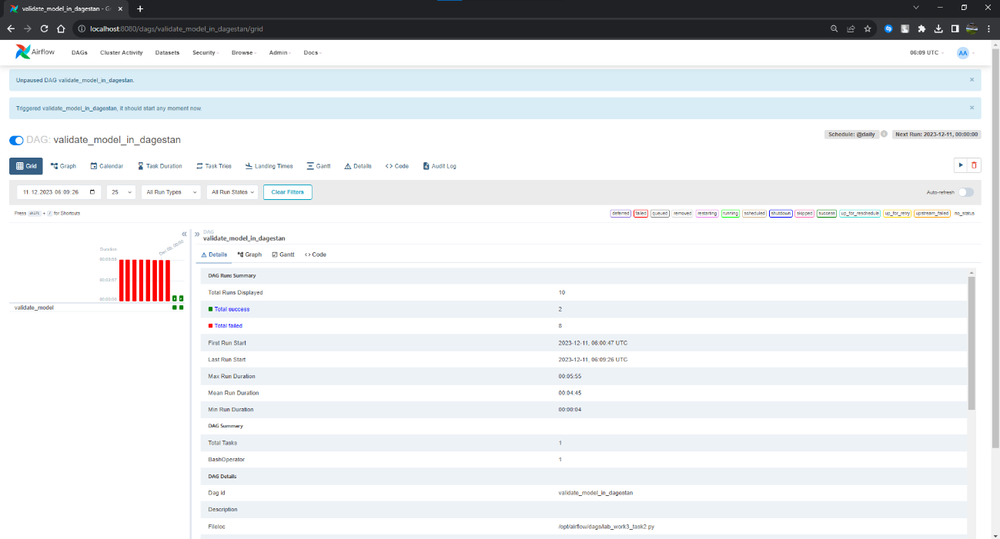 validate_model_in_dagestan - Gr
localhost:8080/dags/validate_model_in_dagestan/grid
Airflow DAGs Cluster Activity Datasets Security Browse Admin Docs 06:09 UTC AA
Unpaused DAG validate_model_in_dagestan. ×
Triggered validate_model_in_dagestan, it should start any moment now. ×
DAG: validate_model_in_dagestan Schedule: @daily Next Run: 2023-12-11, 00:00:00
Grid Graph Calendar Task Duration Task Tries Landing Times Gantt Details Code Audit Log
11.12.2023 06:09:26 25 All Run Types All Run States Clear Filters Auto-refresh
Press shift + / for Shortcuts deferred failed queued removed restarting running scheduled shutdown skipped success up_for_reschedule up_for_retry upstream_failed no_status
DAG
validate_model_in_dagestan
Details Graph Gantt Code
Duration
Dec 09, 00:00
00:05:55
00:02:57
00:00:00
validate_model
DAG Runs Summary
Total Runs Displayed 10
Total success 2
Total failed 8
First Run Start 2023-12-11, 06:00:47 UTC
Last Run Start 2023-12-11, 06:09:26 UTC
Max Run Duration 00:05:55
Mean Run Duration 00:04:45
Min Run Duration 00:00:04
DAG Summary
Total Tasks 1
BashOperator 1
DAG Details
Dag id validate_model_in_dagestan
Description
Fileloc /opt/airflow/dags/lab_work3_task2.py